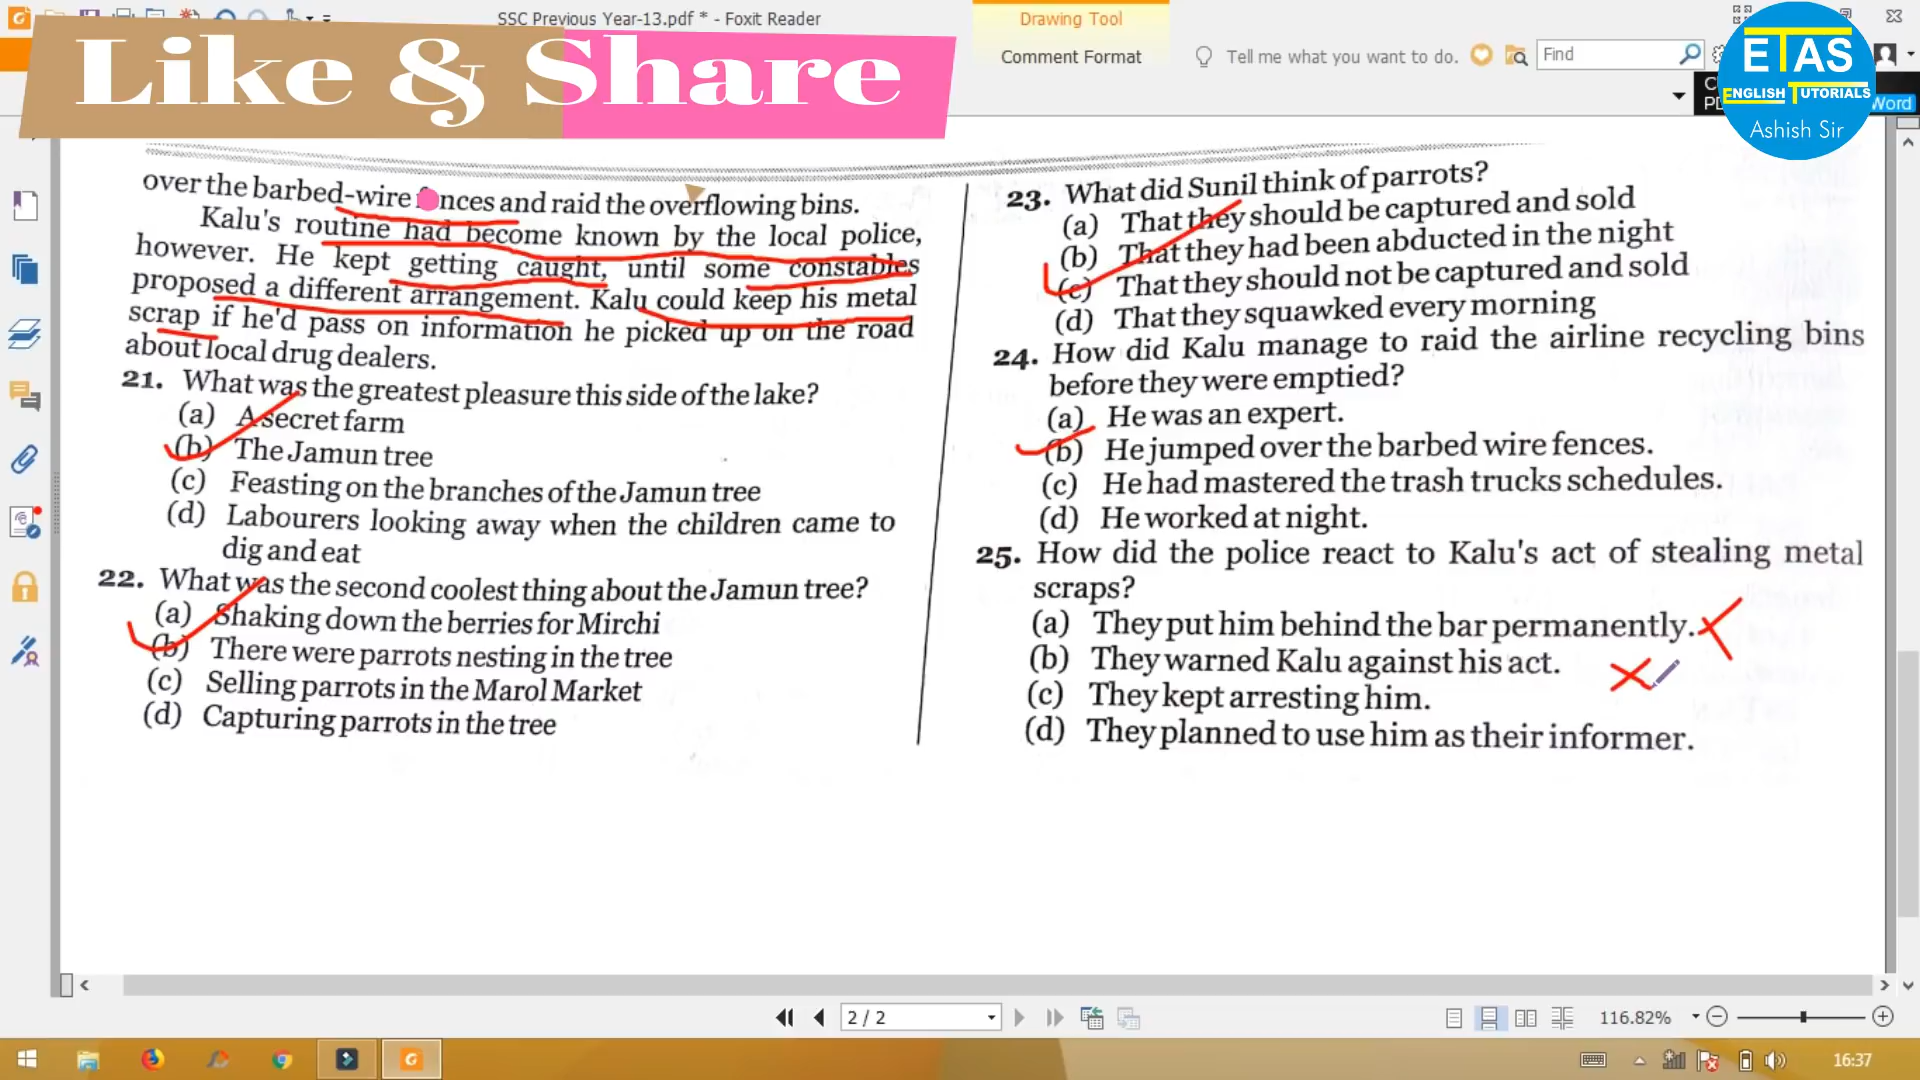 SSC Previous Year-13.pdf * - Foxit Reader
Drawing Tool
Comment Format
Tell me what you want to do.
Find
Like & Share
ETAS
ENGLISH TUTORIALS
Ashish Sir
Word
over the barbed-wire fences and raid the overflowing bins.
Kalu's routine had become known by the local police,
however. He kept getting caught, until some constables
proposed a different arrangement. Kalu could keep his metal
scrap if he'd pass on information he picked up on the road
about local drug dealers.
21. What was the greatest pleasure this side of the lake?
(a) A secret farm
(b) The Jamun tree
(c) Feasting on the branches of the Jamun tree
(d) Labourers looking away when the children came to
dig and eat
22. What was the second coolest thing about the Jamun tree?
(a) Shaking down the berries for Mirchi
(b) There were parrots nesting in the tree
(c) Selling parrots in the Marol Market
(d) Capturing parrots in the tree
23. What did Sunil think of parrots?
(a) That they should be captured and sold
(b) That they had been abducted in the night
(c) That they should not be captured and sold
(d) That they squawked every morning
24. How did Kalu manage to raid the airline recycling bins
before they were emptied?
(a) He was an expert.
(b) He jumped over the barbed wire fences.
(c) He had mastered the trash trucks schedules.
(d) He worked at night.
25. How did the police react to Kalu's act of stealing metal
scraps?
(a) They put him behind the bar permanently.
(b) They warned Kalu against his act.
(c) They kept arresting him.
(d) They planned to use him as their informer.
2 / 2
116.82%
16:37